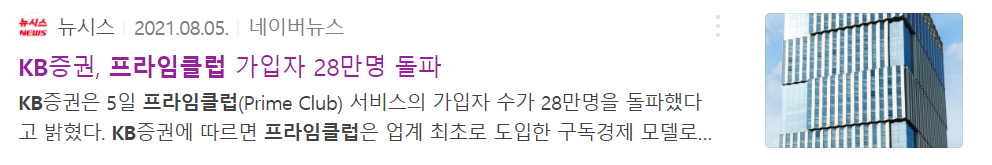 뉴시스 NEWS 뉴시스 2021.08.05. 네이버뉴스
KB증권, 프라임클럽 가입자 28만명 돌파
KB증권은 5일 프라임클럽(Prime Club) 서비스의 가입자 수가 28만명을 돌파했다
고 밝혔다. KB증권에 따르면 프라임클럽은 업계 최초로 도입한 구독경제 모델로...